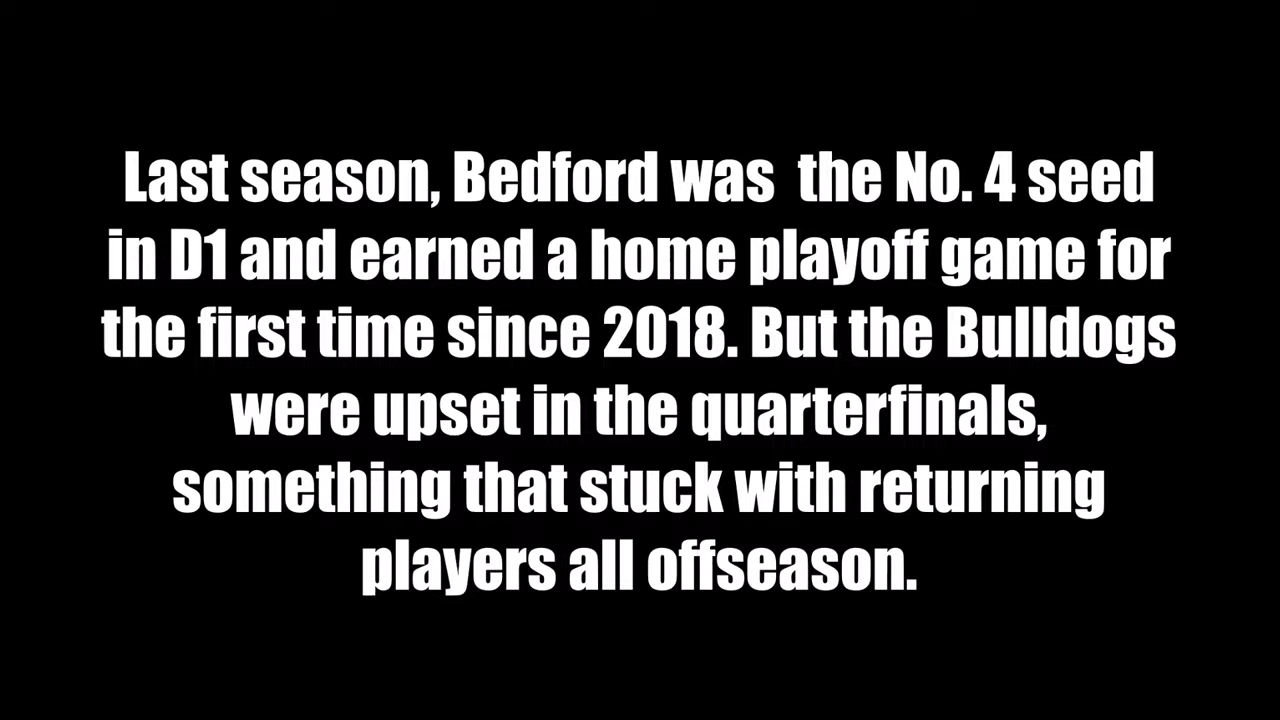 Last season, Bedford was  the No. 4 seed
in D1 and earned a home playoff game for
the first time since 2018. But the Bulldogs
were upset in the quarterfinals,
something that stuck with returning
players all offseason.